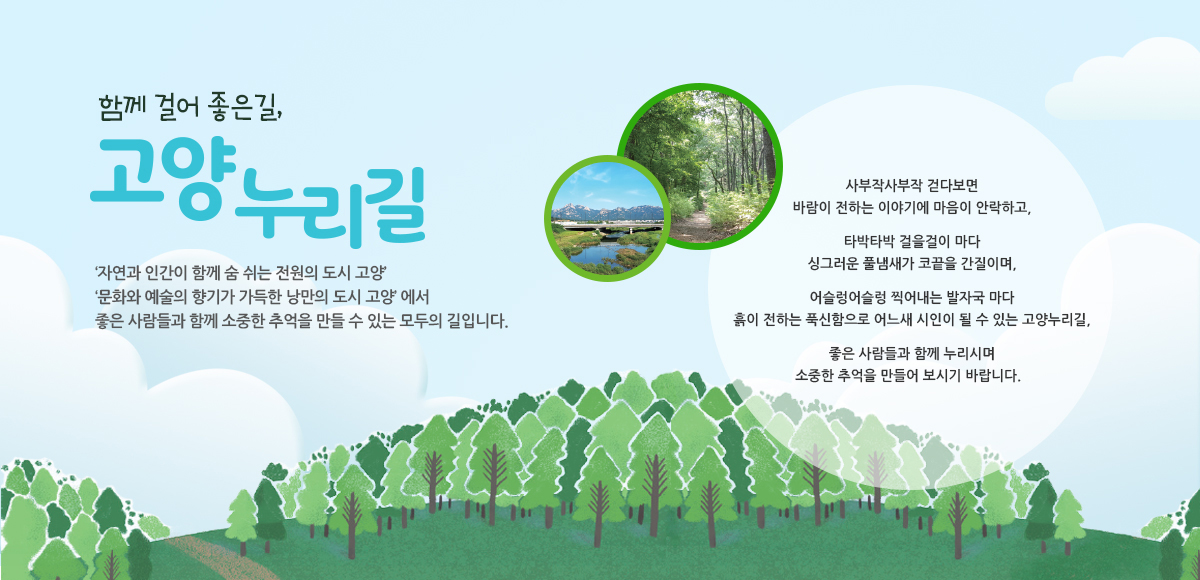 함께 걸어 좋은길,
고양누리길
'자연과 인간이 함께 숨 쉬는 전원의 도시 고양'
'문화와 예술의 향기가 가득한 낭만의 도시 고양' 에서
좋은 사람들과 함께 소중한 추억을 만들 수 있는 모두의 길입니다.
사부작사부작 걷다보면
바람이 전하는 이야기에 마음이 안락하고,
타박타박 걸을걸이 마다
싱그러운 풀냄새가 코끝을 간질이며,
어슬렁어슬렁 찍어내는 발자국 마다
흙이 전하는 푹신함으로 어느새 시인이 될 수 있는 고양누리길,
좋은 사람들과 함께 누리시며
소중한 추억을 만들어 보시기 바랍니다.